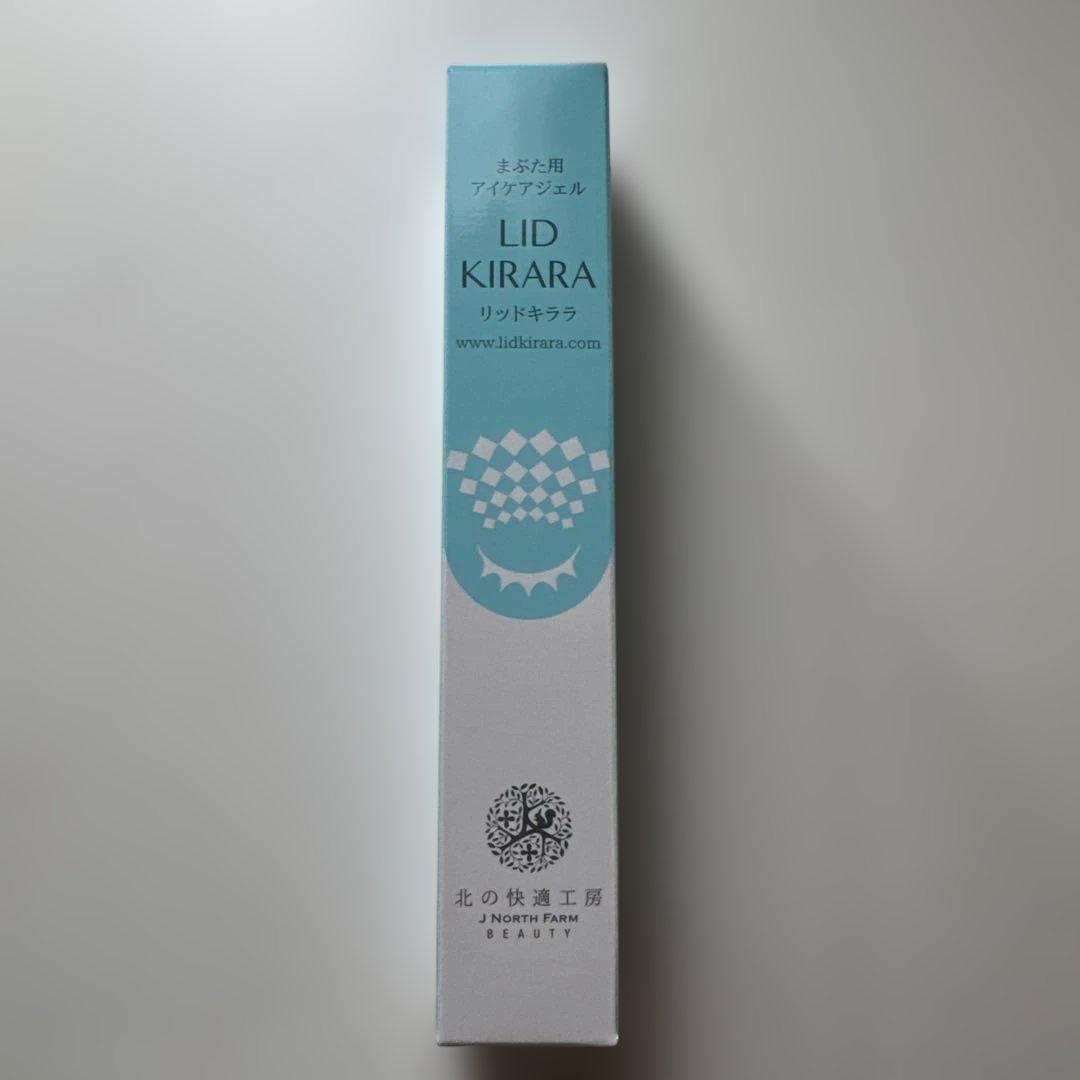 まぶた用
アイケアジェル
LID
KIRARA
リッドキララ
www.lidkirara.com
北の快適工房
J NORTH FARM
BEAUTY